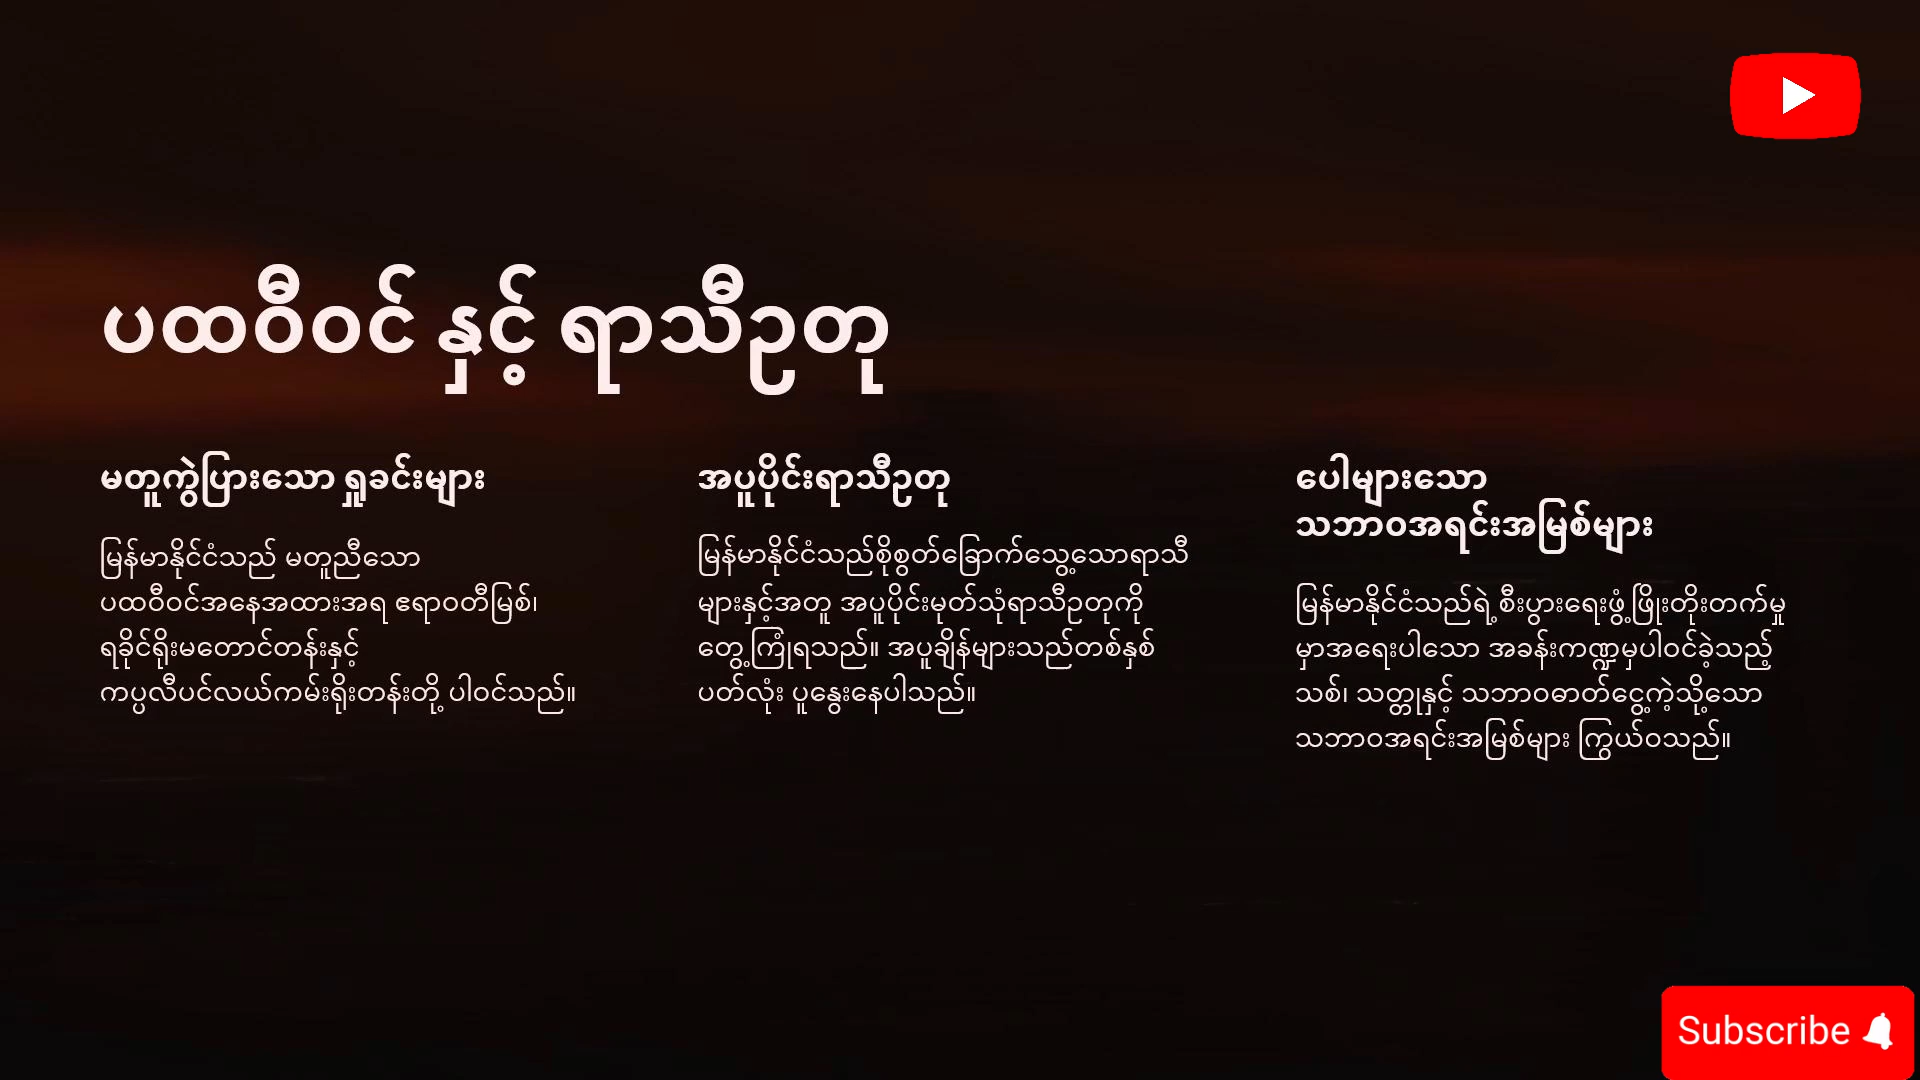 ပထဝီဝင် နှင့် ရာသီဥတု
မတူကွဲပြားသော ရှုခင်းများ
မြန်မာနိုင်ငံသည် မတူညီသော
ပထဝီဝင်အနေအထားအရ ဧရာဝတီမြစ်၊
ရခိုင်ရိုးမတောင်တန်းနှင့်
ကပ္ပလီပင်လယ်ကမ်းရိုးတန်းတို့ ပါဝင်သည်။
အပူပိုင်းရာသီဥတု
မြန်မာနိုင်ငံသည်စိုစွတ်ခြောက်သွေ့သောရာသီ
များနှင့်အတူ အပူပိုင်းမုတ်သုံရာသီဥတုကို
တွေ့ကြုံရသည်။ အပူချိန်များသည်တစ်နှစ်
ပတ်လုံး ပူနွေးနေပါသည်။
ပေါများသော
သဘာဝအရင်းအမြစ်များ
မြန်မာနိုင်ငံသည်ရဲ့စီးပွားရေးဖွံ့ဖြိုးတိုးတက်မှု
မှာအရေးပါသော အခန်းကဏ္ဍမှပါဝင်ခဲ့သည့်
သစ်၊ သတ္တုနှင့် သဘာဝဓာတ်ငွေ့ကဲ့သို့သော
သဘာဝအရင်းအမြစ်များ ကြွယ်ဝသည်။
Subscribe